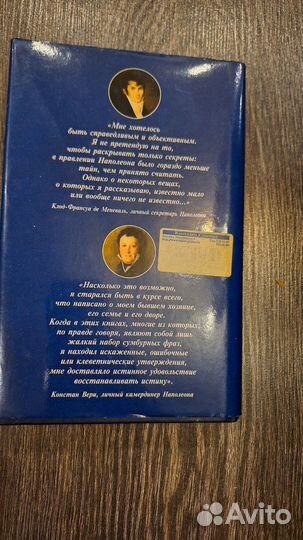 «Мне хотелось
быть справедливым и объективным.
Я не претендую на то,
чтобы раскрывать только секреты:
в правлении Наполеона было гораздо меньше
тайн, чем принято считать.
Однако о некоторых вещах,
о которых я рассказываю, известно мало
или вообще ничего не известно...»
Клод-Франсуа де Меневаль, личный секретарь Наполеона
«Насколько это возможно,
я старался быть в курсе всего,
что написано о моем бывшем хозяине,
его семье и его дворе.
Когда в этих книгах, многие из которых,
по правде говоря, являют собой лишь
жалкий набор сумбурных фраз,
я находил искаженные, ошибочные
или клеветнические утверждения,
мне доставляло истинное удовольствие
восстанавливать истину».
Констан Вери, личный камердинер Наполеона
Avito